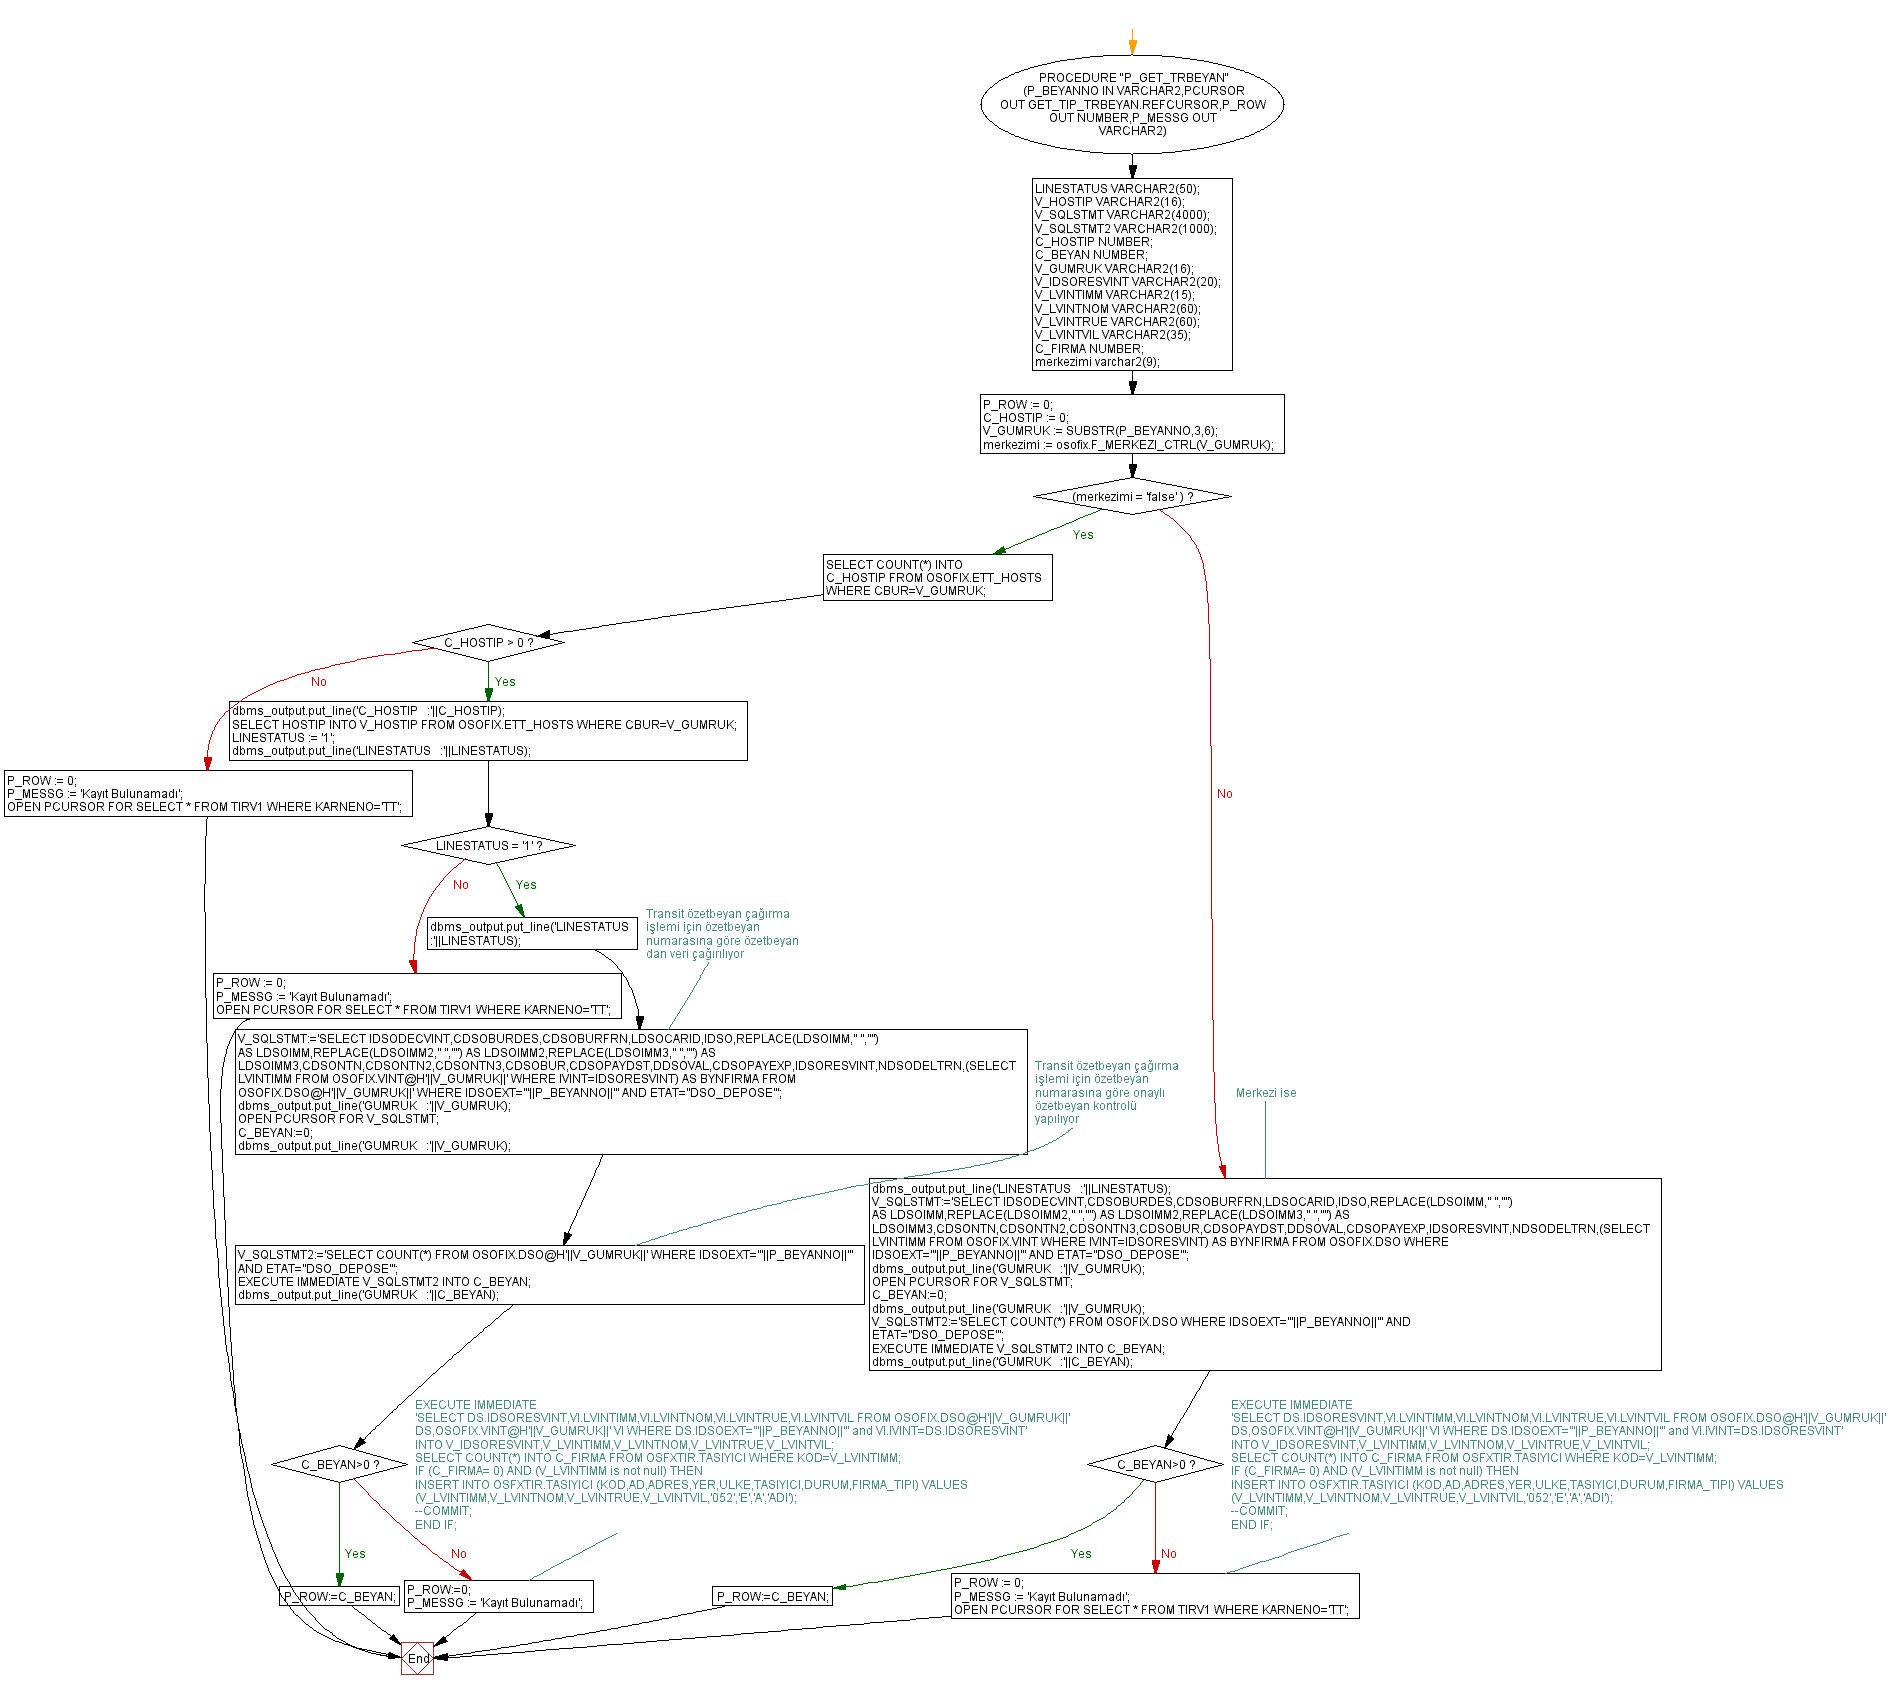 PROCEDURE "P_GET_TRBEYAN"
(P_BEYANNO IN VARCHAR2,PCURSOR
OUT GET_TIP_TRBEYAN.REFCURSOR,P_ROW
OUT NUMBER,P_MESSG OUT
VARCHAR2)
LINESTATUS VARCHAR2(50);
V_HOSTIP VARCHAR2(16);
V_SQLSTMT VARCHAR2(4000);
V_SQLSTMT2 VARCHAR2(1000);
C_HOSTIP NUMBER;
C_BEYAN NUMBER;
V_GUMRUK VARCHAR2(16);
V_IDSORESVINT VARCHAR2(20);
V_LVINTIMM VARCHAR2(15);
V_LVINTNOM VARCHAR2(60);
V_LVINTRUE VARCHAR2(60);
V_LVINTVIL VARCHAR2(35);
C_FIRMA NUMBER;
merkezimi varchar2(9);
P_ROW := 0;
C_HOSTIP := 0;
V_GUMRUK := SUBSTR(P_BEYANNO,3,6);
merkezimi := osofix.F_MERKEZI_CTRL(V_GUMRUK);
(merkezimi = 'false' ) ?
Yes
SELECT COUNT(*) INTO
C_HOSTIP FROM OSOFIX.ETT_HOSTS
WHERE CBUR=V_GUMRUK;
C_HOSTIP > 0 ?
No
Yes
dbms_output.put_line('C_HOSTIP   :'||C_HOSTIP);
SELECT HOSTIP INTO V_HOSTIP FROM OSOFIX.ETT_HOSTS WHERE CBUR=V_GUMRUK;
LINESTATUS := '1';
dbms_output.put_line('LINESTATUS   :'||LINESTATUS);
P_ROW := 0;
P_MESSG := 'Kayıt Bulunamadı';
OPEN PCURSOR FOR SELECT * FROM TIRV1 WHERE KARNENO='TT';
No
LINESTATUS = '1' ?
No
Yes
dbms_output.put_line('LINESTATUS
:'||LINESTATUS);
Transit özetbeyan çağırma
işlemi için özetbeyan
numarasına göre özetbeyan
dan veri çağırılıyor
P_ROW := 0;
P_MESSG := 'Kayıt Bulunamadı';
OPEN PCURSOR FOR SELECT * FROM TIRV1 WHERE KARNENO='TT';
V_SQLSTMT:='SELECT IDSODECVINT,CDSOBURDES,CDSOBURFRN,LDSOCARID,IDSO,REPLACE(LDSOIMM,'' '','''')
AS LDSOIMM,REPLACE(LDSOIMM2,'' '','''') AS LDSOIMM2,REPLACE(LDSOIMM3,'' '','''') AS
LDSOIMM3,CDSONTN,CDSONTN2,CDSONTN3,CDSOBUR,CDSOPAYDST,DDSOVAL,CDSOPAYEXP,IDSORESVINT,NDSODELTRN,(SELECT
LVINTIMM FROM OSOFIX.VINT@H'||V_GUMRUK||' WHERE IVINT=IDSORESVINT) AS BYNFIRMA FROM
OSOFIX.DSO@H'||V_GUMRUK||' WHERE IDSOEXT='''||P_BEYANNO||''' AND ETAT=''DSO_DEPOSE''';
dbms_output.put_line('GUMRUK   :'||V_GUMRUK);
OPEN PCURSOR FOR V_SQLSTMT;
C_BEYAN:=0;
dbms_output.put_line('GUMRUK   :'||V_GUMRUK);
Transit özetbeyan çağırma
işlemi için özetbeyan
numarasına göre onaylı
özetbeyan kontrolü
yapılıyor
Merkezi ise
V_SQLSTMT2:='SELECT COUNT(*) FROM OSOFIX.DSO@H'||V_GUMRUK||' WHERE IDSOEXT='''||P_BEYANNO||'''
AND ETAT=''DSO_DEPOSE''';
EXECUTE IMMEDIATE V_SQLSTMT2 INTO C_BEYAN;
dbms_output.put_line('GUMRUK   :'||C_BEYAN);
dbms_output.put_line('LINESTATUS   :'||LINESTATUS);
V_SQLSTMT:='SELECT IDSODECVINT,CDSOBURDES,CDSOBURFRN,LDSOCARID,IDSO,REPLACE(LDSOIMM,'' '','''')
AS LDSOIMM,REPLACE(LDSOIMM2,'' '','''') AS LDSOIMM2,REPLACE(LDSOIMM3,'' '','''') AS
LDSOIMM3,CDSONTN,CDSONTN2,CDSONTN3,CDSOBUR,CDSOPAYDST,DDSOVAL,CDSOPAYEXP,IDSORESVINT,NDSODELTRN,(SELECT
LVINTIMM FROM OSOFIX.VINT WHERE IVINT=IDSORESVINT) AS BYNFIRMA FROM OSOFIX.DSO WHERE
IDSOEXT='''||P_BEYANNO||''' AND ETAT=''DSO_DEPOSE''';
dbms_output.put_line('GUMRUK   :'||V_GUMRUK);
OPEN PCURSOR FOR V_SQLSTMT;
C_BEYAN:=0;
dbms_output.put_line('GUMRUK   :'||V_GUMRUK);
V_SQLSTMT2:='SELECT COUNT(*) FROM OSOFIX.DSO WHERE IDSOEXT='''||P_BEYANNO||''' AND
ETAT=''DSO_DEPOSE''';
EXECUTE IMMEDIATE V_SQLSTMT2 INTO C_BEYAN;
dbms_output.put_line('GUMRUK   :'||C_BEYAN);
C_BEYAN>0 ?
EXECUTE IMMEDIATE
'SELECT DS.IDSORESVINT,VI.LVINTIMM,VI.LVINTNOM,VI.LVINTRUE,VI.LVINTVIL FROM OSOFIX.DSO@H'||V_GUMRUK||'
DS,OSOFIX.VINT@H'||V_GUMRUK||' VI WHERE DS.IDSOEXT='''||P_BEYANNO||''' and VI.IVINT=DS.IDSORESVINT'
INTO V_IDSORESVINT,V_LVINTIMM,V_LVINTNOM,V_LVINTRUE,V_LVINTVIL;
SELECT COUNT(*) INTO C_FIRMA FROM OSFXTIR.TASIYICI WHERE KOD=V_LVINTIMM;
IF (C_FIRMA= 0) AND (V_LVINTIMM is not null) THEN
INSERT INTO OSFXTIR.TASIYICI (KOD,AD,ADRES,YER,ULKE,TASIYICI,DURUM,FIRMA_TIPI) VALUES
(V_LVINTIMM,V_LVINTNOM,V_LVINTRUE,V_LVINTVIL,'052','E','A','ADI');
--COMMIT;
END IF;
C_BEYAN>0 ?
EXECUTE IMMEDIATE
'SELECT DS.IDSORESVINT,VI.LVINTIMM,VI.LVINTNOM,VI.LVINTRUE,VI.LVINTVIL FROM OSOFIX.DSO@H'||V_GUMRUK||'
DS,OSOFIX.VINT@H'||V_GUMRUK||' VI WHERE DS.IDSOEXT='''||P_BEYANNO||''' and VI.IVINT=DS.IDSORESVINT'
INTO V_IDSORESVINT,V_LVINTIMM,V_LVINTNOM,V_LVINTRUE,V_LVINTVIL;
SELECT COUNT(*) INTO C_FIRMA FROM OSFXTIR.TASIYICI WHERE KOD=V_LVINTIMM;
IF (C_FIRMA= 0) AND (V_LVINTIMM is not null) THEN
INSERT INTO OSFXTIR.TASIYICI (KOD,AD,ADRES,YER,ULKE,TASIYICI,DURUM,FIRMA_TIPI) VALUES
(V_LVINTIMM,V_LVINTNOM,V_LVINTRUE,V_LVINTVIL,'052','E','A','ADI');
--COMMIT;
END IF;
Yes
No
Yes
No
P_ROW:=C_BEYAN;
P_ROW:=0;
P_MESSG := 'Kayıt Bulunamadı';
P_ROW:=C_BEYAN;
P_ROW := 0;
P_MESSG := 'Kayıt Bulunamadı';
OPEN PCURSOR FOR SELECT * FROM TIRV1 WHERE KARNENO='TT';
End